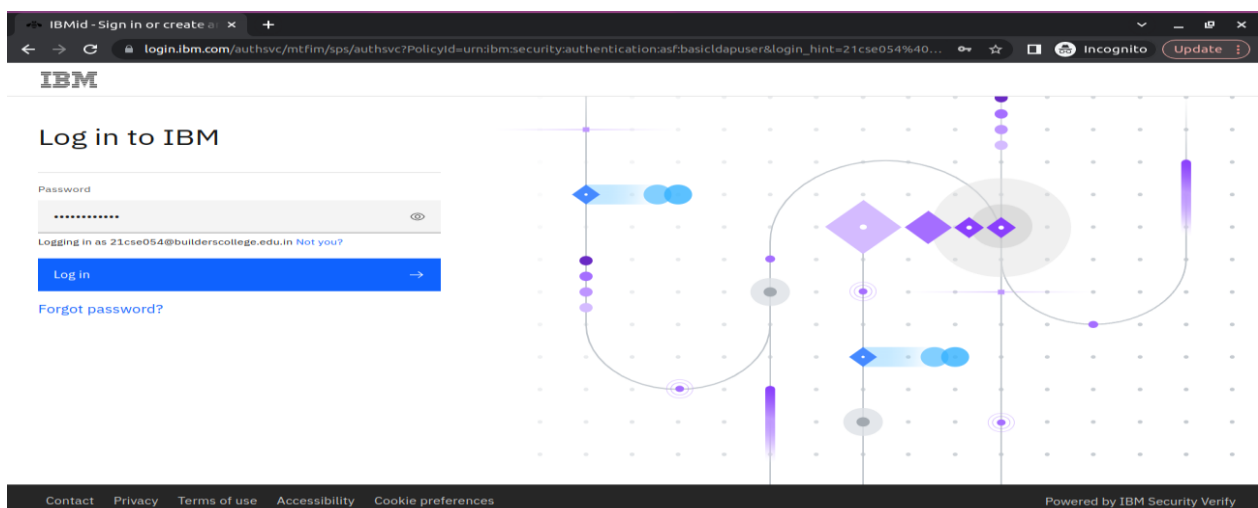 IBMid - Sign in or create a
login.ibm.com/authsvc/mtfim/sps/authsvc?PolicyId=urn:ibm:security:authentication:asf:basicldapuser&login_hint=21cse054%40...
Incognito
Update
IBM
Log in to IBM
Password
Logging in as 21cse054@builderscollege.edu.in Not you?
Log in
Forgot password?
Contact Privacy Terms of use Accessibility Cookie preferences
Powered by IBM Security Verify